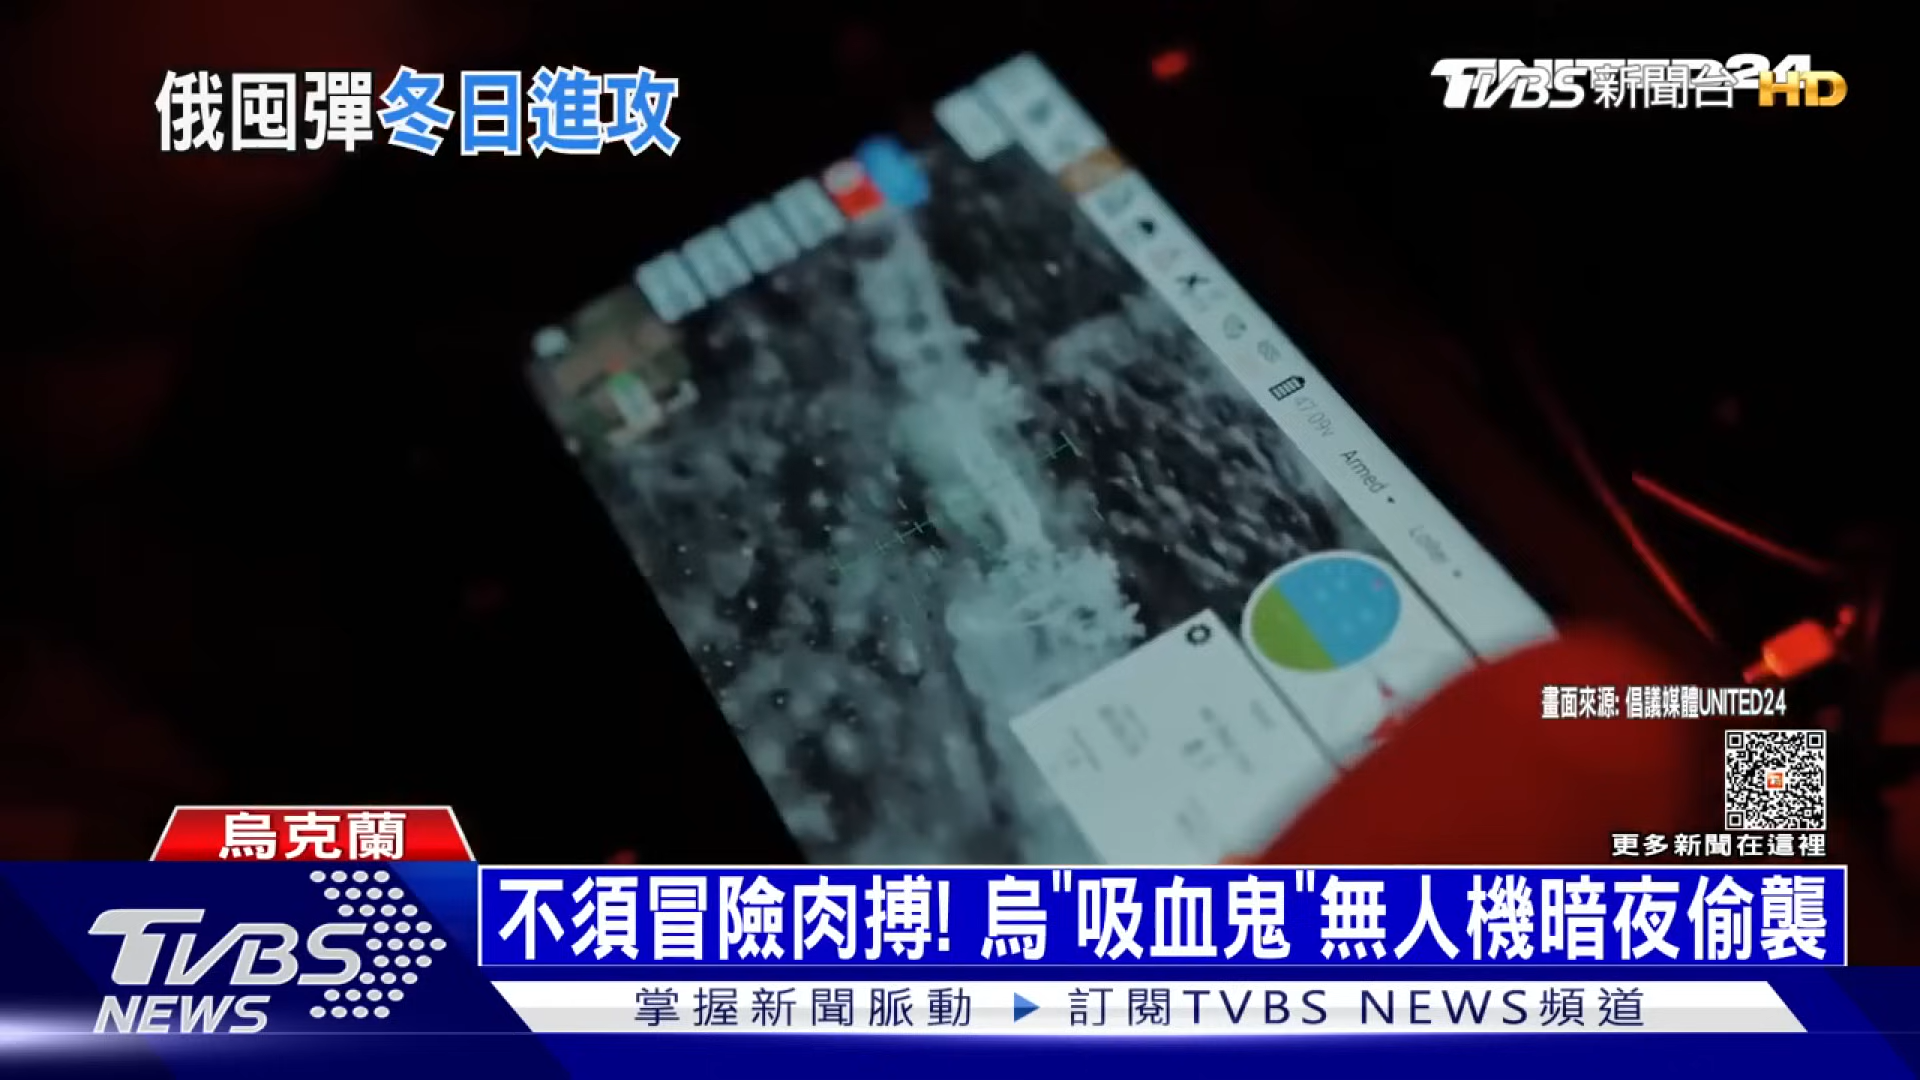 俄囤彈冬日進攻
TVBS新聞台HD
47.09v
Armed
Loiter
畫面來源: 倡議媒體UNITED24
更多新聞在這裡
烏克蘭
不須冒險肉搏! 烏"吸血鬼"無人機暗夜偷襲
TVBS
NEWS
掌握新聞脈動 ▶ 訂閱TVBS NEWS頻道